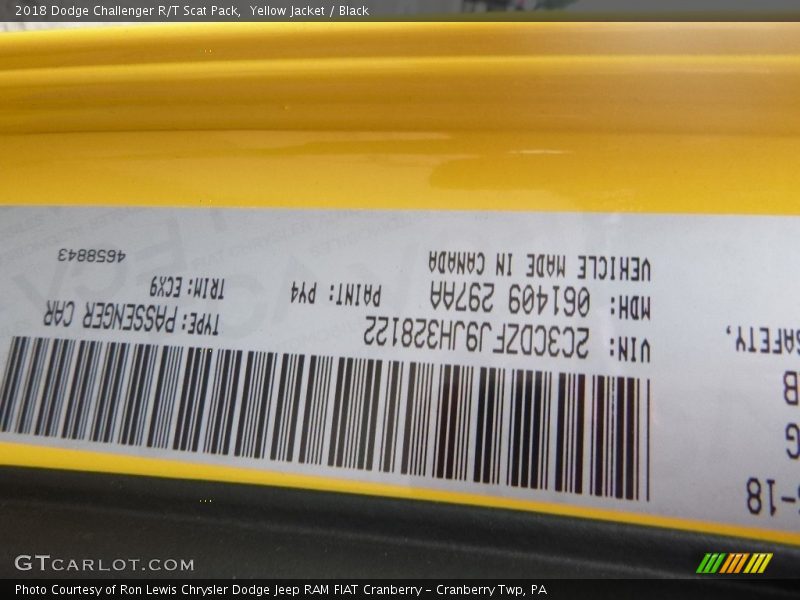 2018 Dodge Challenger R/T Scat Pack, Yellow Jacket / Black
-18
G
B
SAFETY,
VIN: 2C3CDZFJ9JH328122
TYPE: PASSENGER CAR
MDH: 061409 297AA
PAINT: PY4
TRIM: ECX9
VEHICLE MADE IN CANADA
4658843
GTCARLOT.COM
Photo Courtesy of Ron Lewis Chrysler Dodge Jeep RAM FIAT Cranberry - Cranberry Twp, PA